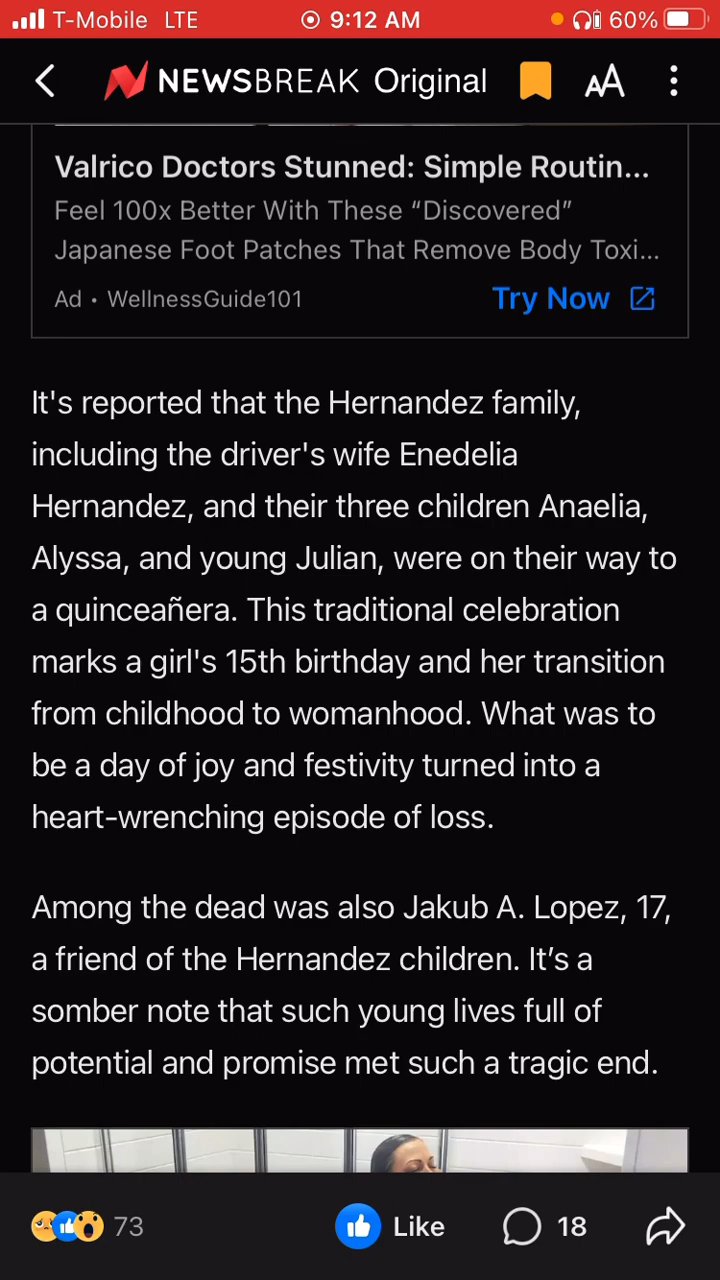 T-Mobile LTE 9:12 AM 60%
NEWSBREAK Original AA
Valrico Doctors Stunned: Simple Routin...
Feel 100x Better With These “Discovered”
Japanese Foot Patches That Remove Body Toxi...
Ad • WellnessGuide101 Try Now
It's reported that the Hernandez family,
including the driver's wife Enedelia
Hernandez, and their three children Anaelia,
Alyssa, and young Julian, were on their way to
a quinceañera. This traditional celebration
marks a girl's 15th birthday and her transition
from childhood to womanhood. What was to
be a day of joy and festivity turned into a
heart-wrenching episode of loss.
Among the dead was also Jakub A. Lopez, 17,
a friend of the Hernandez children. It’s a
somber note that such young lives full of
potential and promise met such a tragic end.
73 Like 18